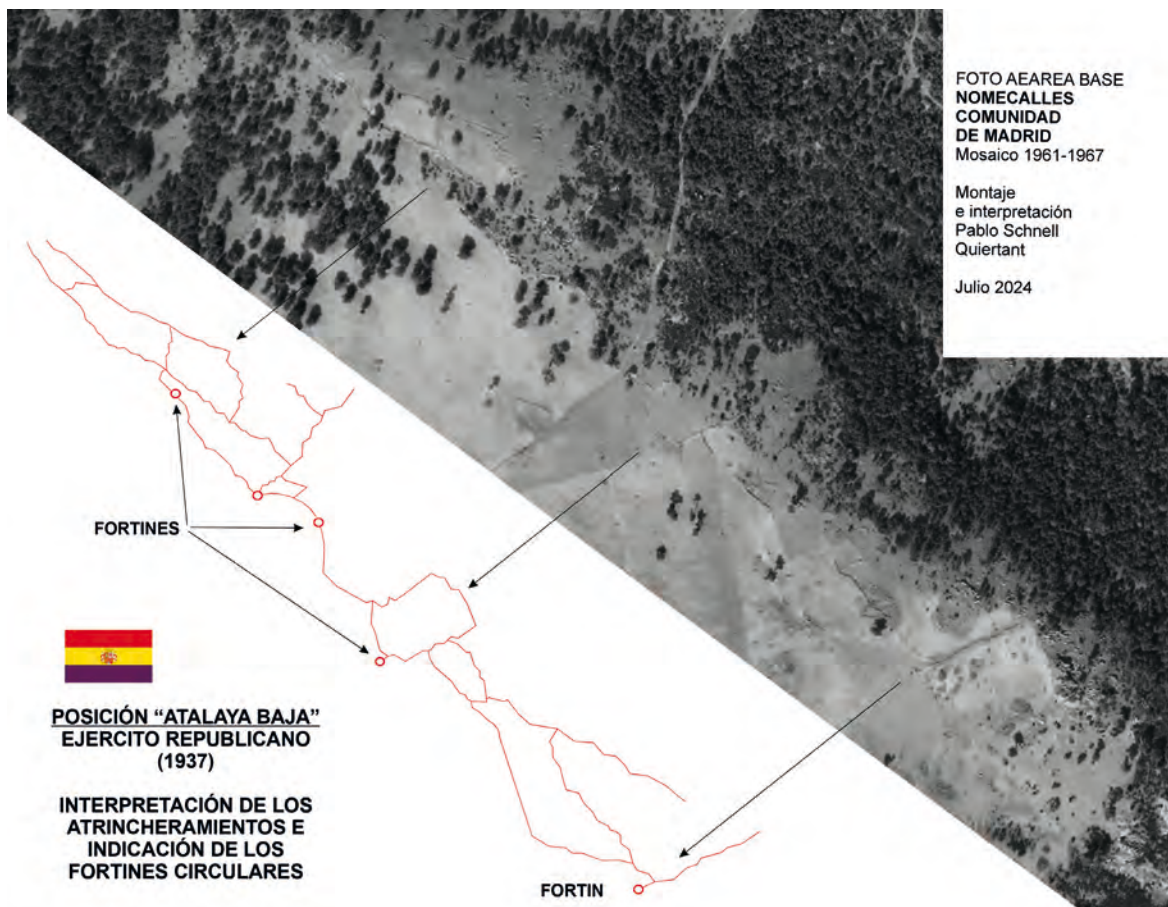 FOTO AEAREA BASE
NOMECALLES
COMUNIDAD
DE MADRID
Mosaico 1961-1967
Montaje
e interpretación
Pablo Schnell
Quiertant
Julio 2024
FORTINES
POSICIÓN “ATALAYA BAJA”
EJERCITO REPUBLICANO
(1937)
INTERPRETACIÓN DE LOS
ATRINCHERAMIENTOS E
INDICACIÓN DE LOS
FORTINES CIRCULARES
FORTIN